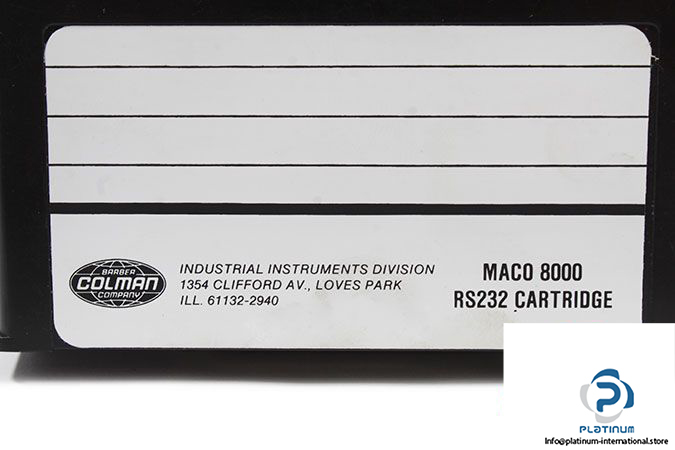 BARBER
COLMAN
COMPANY
INDUSTRIAL INSTRUMENTS DIVISION
1354 CLIFFORD AV., LOVES PARK
ILL. 61132-2940
MACO 8000
RS232 CARTRIDGE
PLATINUM
Info@platinum-international.store